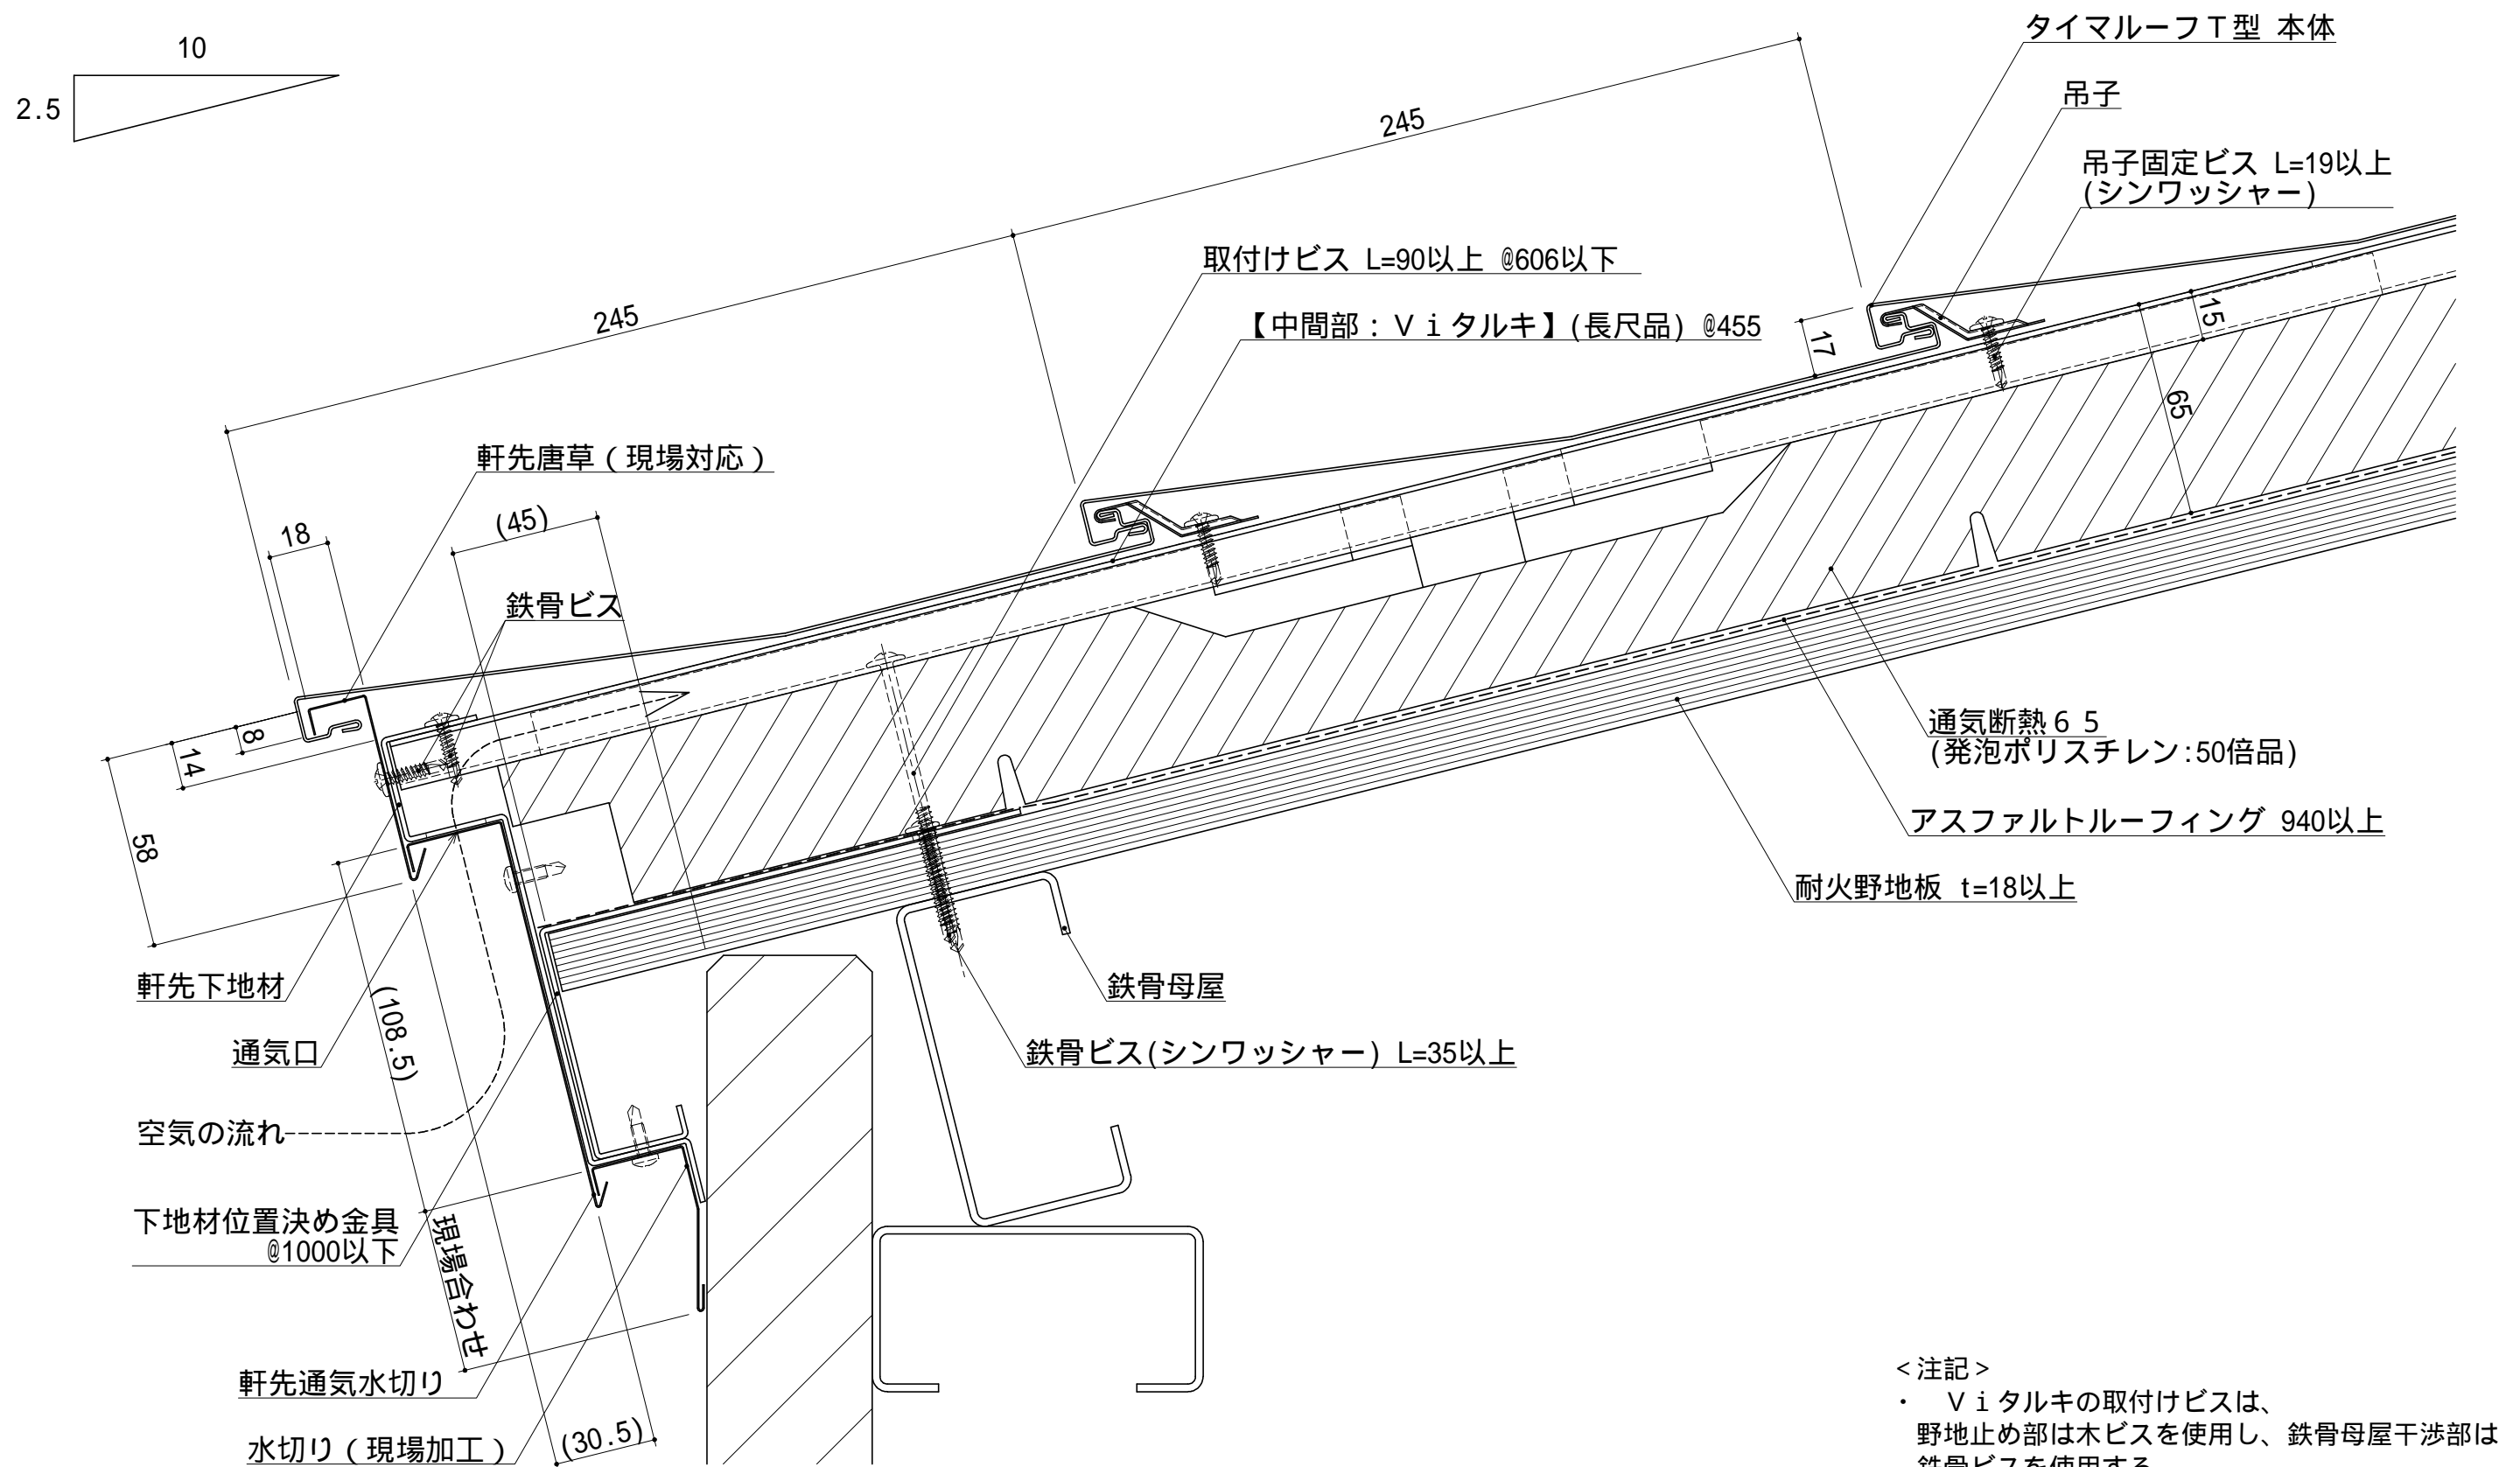 10
2.5
タイマルーフＴ型 本体
吊子
吊子固定ビス L=19以上
(シンワッシャー)
245
245
取付けビス L=90以上 @606以下
【中間部：Ｖｉタルキ】(長尺品) @455
17
15
65
軒先唐草（現場対応）
18
(45)
鉄骨ビス
8
14
58
通気断熱６５
(発泡ポリスチレン:50倍品)
アスファルトルーフィング 940以上
耐火野地板 t=18以上
軒先下地材
(108.5)
鉄骨母屋
通気口
鉄骨ビス(シンワッシャー) L=35以上
空気の流れ
下地材位置決め金具
@1000以下
現場合わせ
軒先通気水切り
水切り（現場加工）
(30.5)
＜注記＞
・ Ｖｉタルキの取付けビスは、
野地止め部は木ビスを使用し、鉄骨母屋干渉部は
鉄骨ビスを使用する